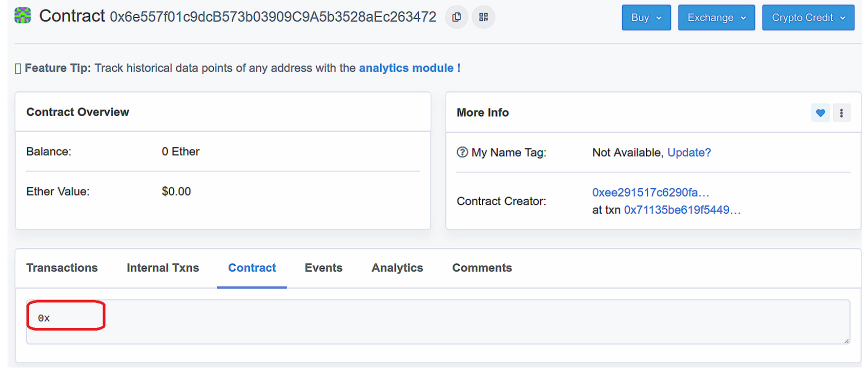 Contract 0x6e557f01c9dcB573b03909C9A5b3528aEc263472
Buy Exchange Crypto Credit
Feature Tip: Track historical data points of any address with the analytics module !
Contract Overview
Balance: 0 Ether
Ether Value: $0.00
More Info
My Name Tag: Not Available, Update?
Contract Creator: 0xee291517c6290fa...
at txn 0x71135be619f5449...
Transactions Internal Txns Contract Events Analytics Comments
0x